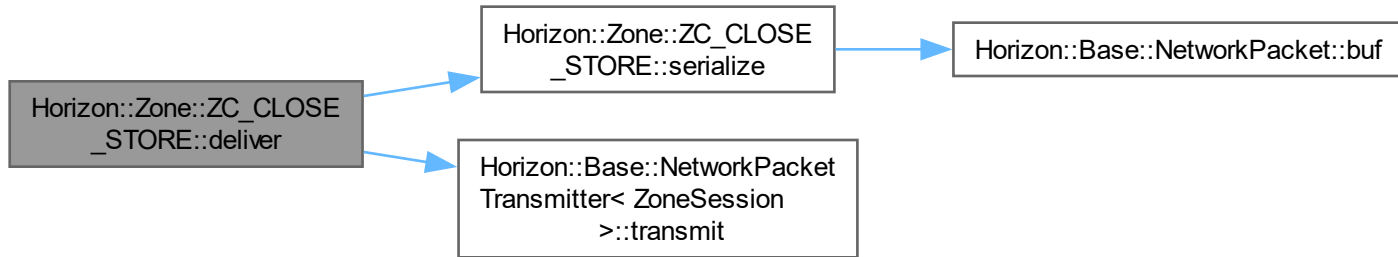 Horizon::Zone::ZC_CLOSE
_STORE::deliver
Horizon::Zone::ZC_CLOSE
_STORE::serialize
Horizon::Base::NetworkPacket::buf
Horizon::Base::NetworkPacket
Transmitter< ZoneSession
>::transmit